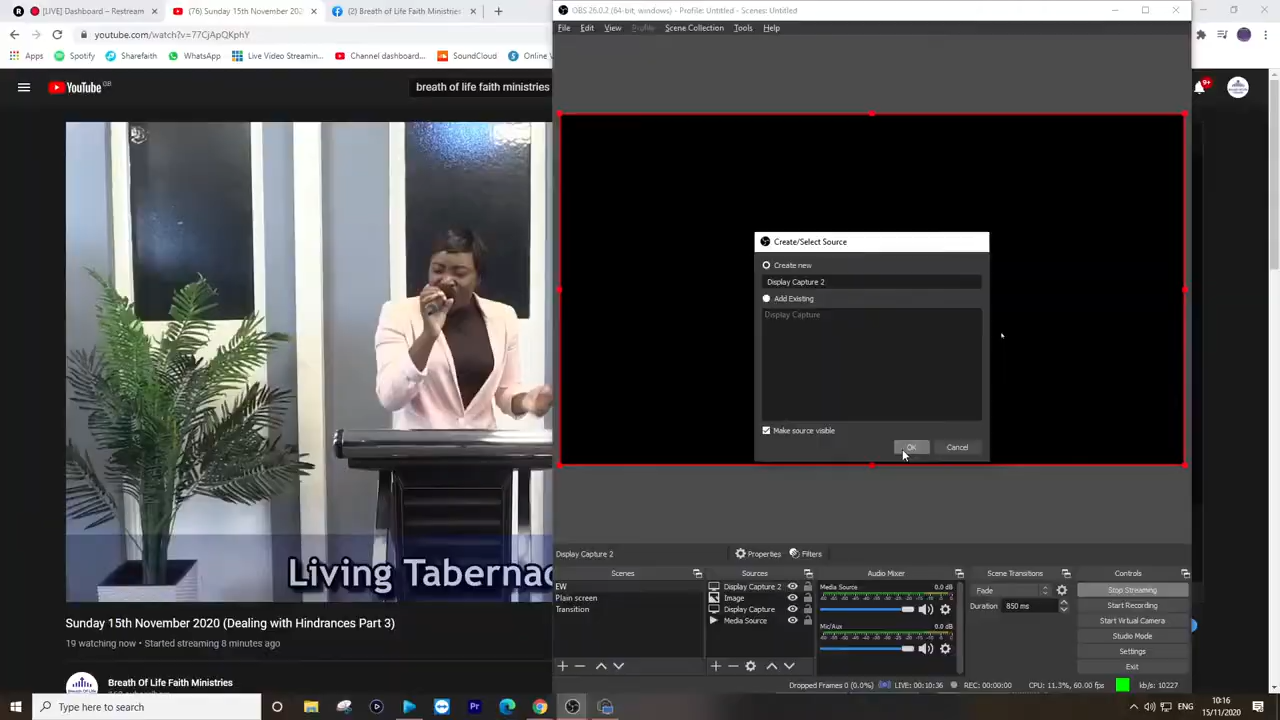 [LIVE] Dashboard - Restream
(76) Sunday 15th November 202
(2) Facebook
OBS 26.0.2 (64-bit, windows) - Profile: Untitled - Scenes: Untitled
youtube.com/watch?v=77CjApQKphY
File Edit View Profile Scene Collection Tools Help
Apps Spotify Sharefaith WhatsApp Live Video Streamin... Channel dashboard... SoundCloud Dimensions
YouTube GB
breath of life faith ministries
9+
Create/Select Source
Create new
Display Capture 2
Add Existing
Display Capture
Make source visible
OK Cancel
Living Tabernac
Display Capture 2 Properties Filters
Scenes Sources Audio Mixer Scene Transitions Controls
EW
Plain screen
Transition
Display Capture 2
Image
Display Capture
Media Source
Media Source 0.0 dB
Mic/Aux 0.0 dB
Fade
Duration 850 ms
Stop Streaming
Start Recording
Start Virtual Camera
Studio Mode
Settings
Exit
Sunday 15th November 2020 (Dealing with Hindrances Part 3)
19 watching now • Started streaming 8 minutes ago
Breath Of Life Faith Ministries
Dropped Frames 0 (0.0%) LIVE: 00:10:36 REC: 00:00:00 CPU: 11.3%, 60.00 fps kb/s: 10227
Type here to search
ENG
10:16
15/11/2020